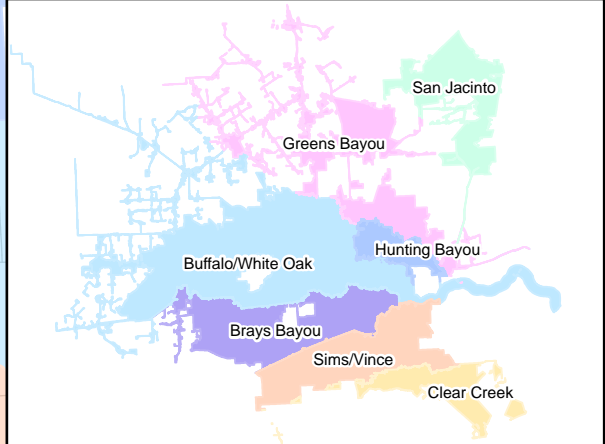 San Jacinto
Greens Bayou
Hunting Bayou
Buffalo/White Oak
Brays Bayou
Sims/Vince
Clear Creek